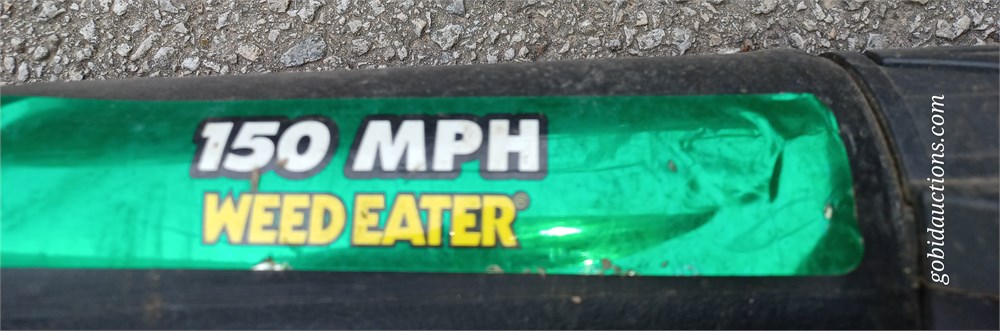 150 MPH
WEED EATER®
gobidauctions.com